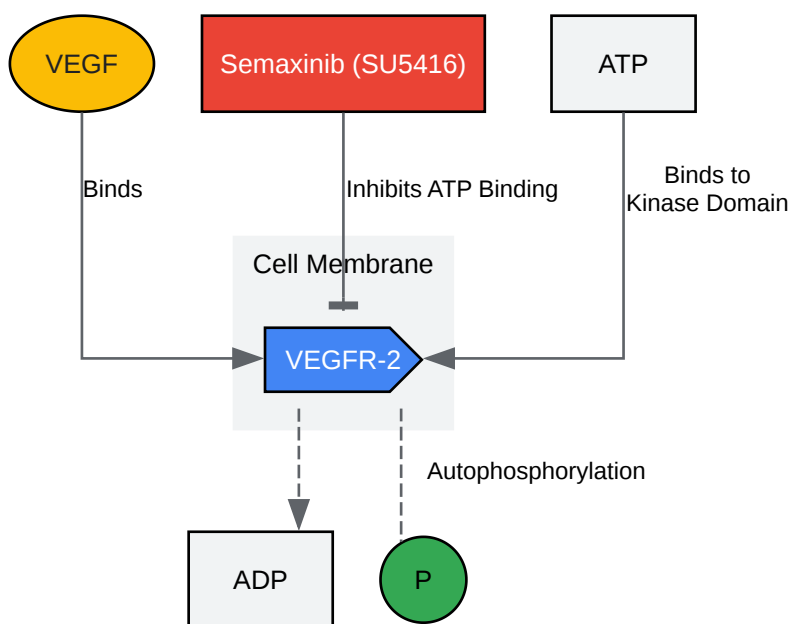 VEGF
Semaxinib (SU5416)
ATP
Binds
Inhibits ATP Binding
Binds to
Kinase Domain
Cell Membrane
VEGFR-2
Autophosphorylation
ADP
P